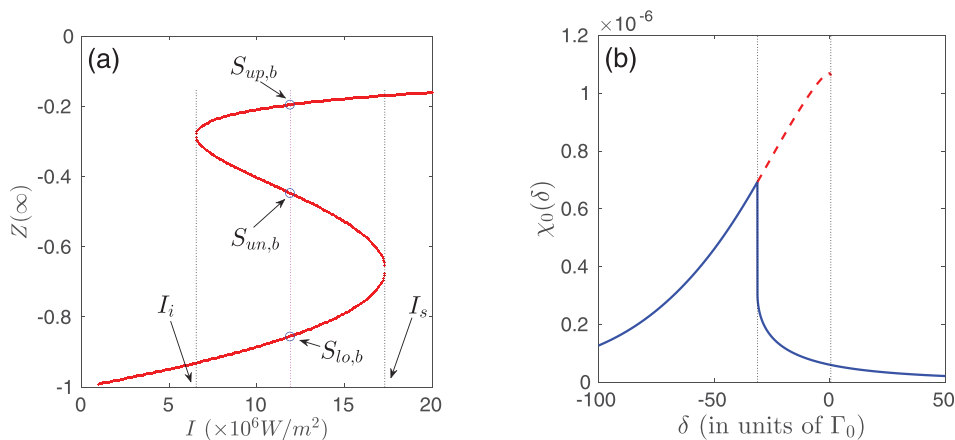 (a)
0
-0.2
-0.4
-0.6
-0.8
-1
Z(∞)
S_{up,b}
S_{un,b}
S_{lo,b}
I_i
I_s
0 5 10 15 20
I (×10^6W/m^2)
×10^{-6}
(b)
1.2
1
0.8
0.6
0.4
0.2
0
χ_0(δ)
-100 -50 0 50
δ (in units of Γ_0)